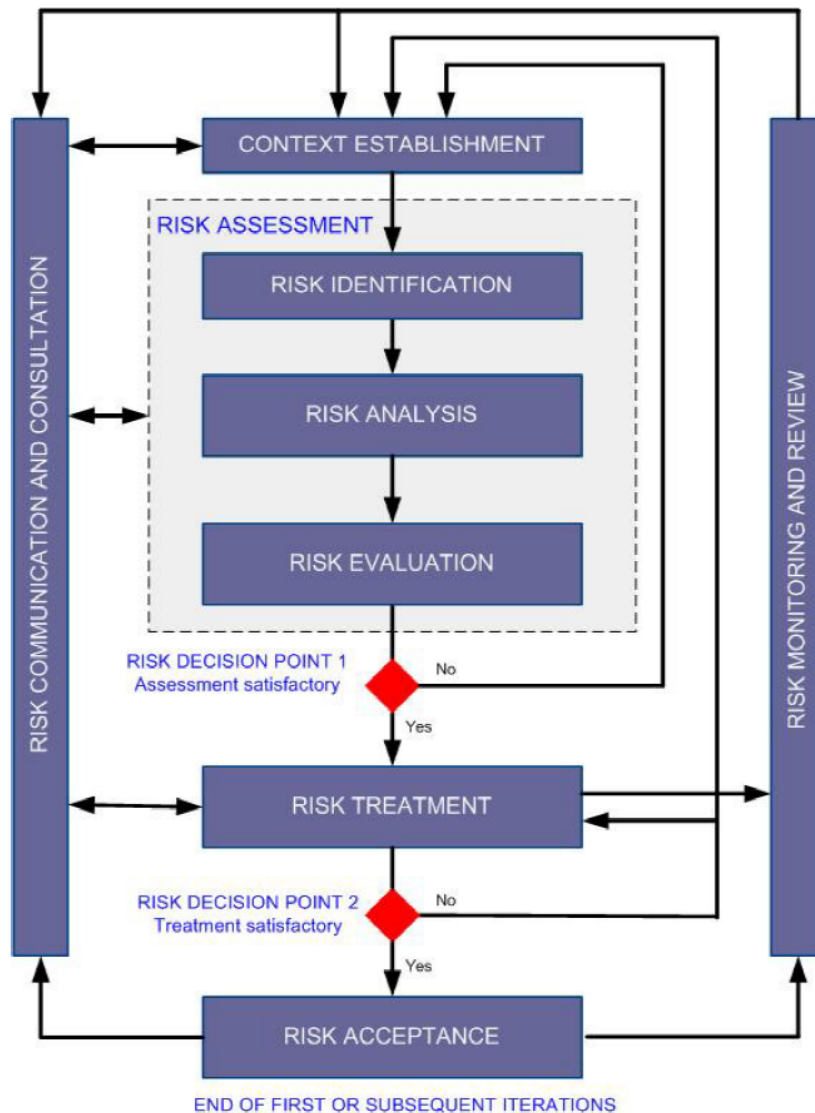 CONTEXT ESTABLISHMENT
RISK ASSESSMENT
RISK IDENTIFICATION
RISK ANALYSIS
RISK EVALUATION
RISK COMMUNICATION AND CONSULTATION
RISK MONITORING AND REVIEW
RISK DECISION POINT 1
Assessment satisfactory
No
Yes
RISK TREATMENT
RISK DECISION POINT 2
Treatment satisfactory
No
Yes
RISK ACCEPTANCE
END OF FIRST OR SUBSEQUENT ITERATIONS